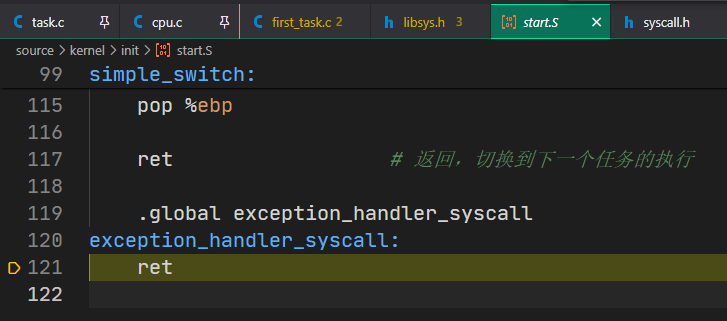 task.c cpu.c first_task.c 2 libsys.h 3 start.S syscall.h
source > kernel > init > start.S
99 simple_switch:
115 pop %ebp
116
117 ret # 返回，切换到下一个任务的执行
118
119 .global exception_handler_syscall
120 exception_handler_syscall:
121 ret
122